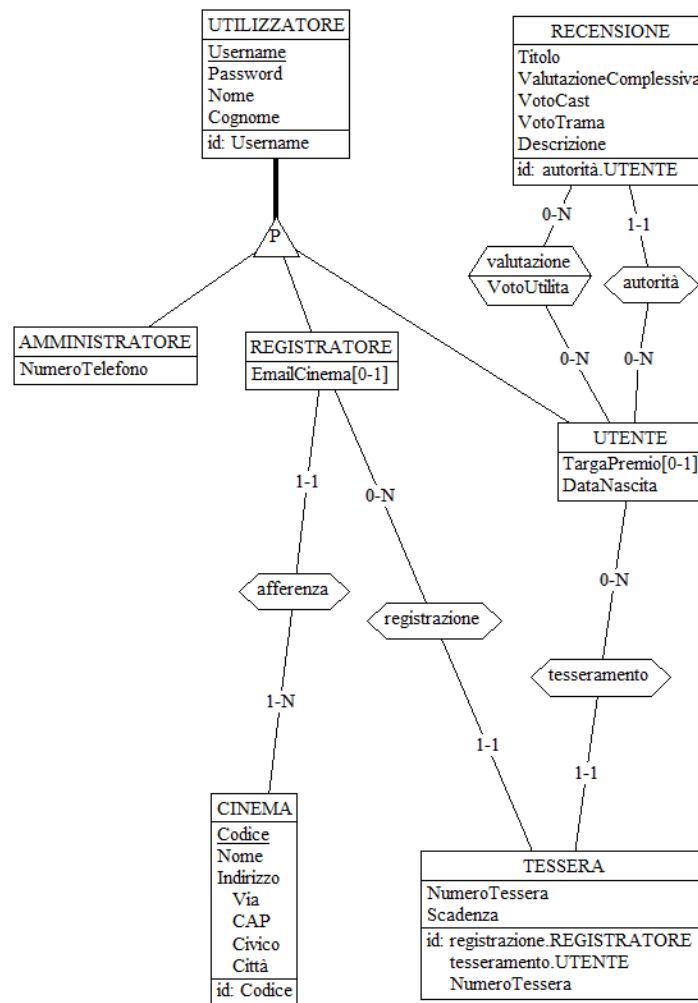 UTILIZZATORE
Username
Password
Nome
Cognome
id: Username
RECENSIONE
Titolo
ValutazioneComplessiva
VotoCast
VotoTrama
Descrizione
id: autorità.UTENTE
P
0-N
1-1
valutazione
VotoUtilita
autorità
0-N
0-N
AMMINISTRATORE
NumeroTelefono
REGISTRATORE
EmailCinema[0-1]
UTENTE
TargaPremio[0-1]
DataNascita
1-1
0-N
0-N
afferenza
registrazione
tesseramento
1-N
1-1
1-1
CINEMA
Codice
Nome
Indirizzo
Via
CAP
Civico
Città
id: Codice
TESSERA
NumeroTessera
Scadenza
id: registrazione.REGISTRATORE
tesseramento.UTENTE
NumeroTessera